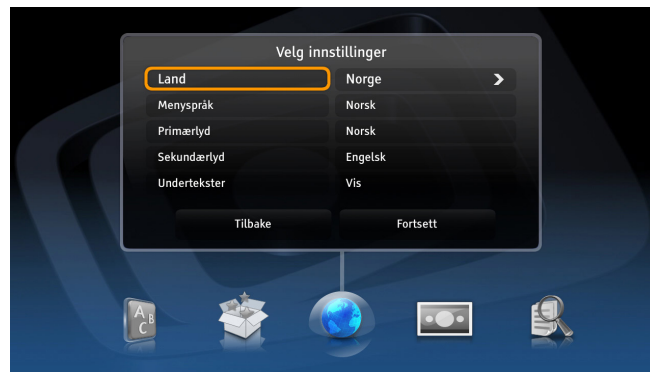 Velg innstillinger
Land Norge
Menyspråk Norsk
Primærlyd Norsk
Sekundærlyd Engelsk
Undertekster Vis
Tilbake Fortsett
A B C